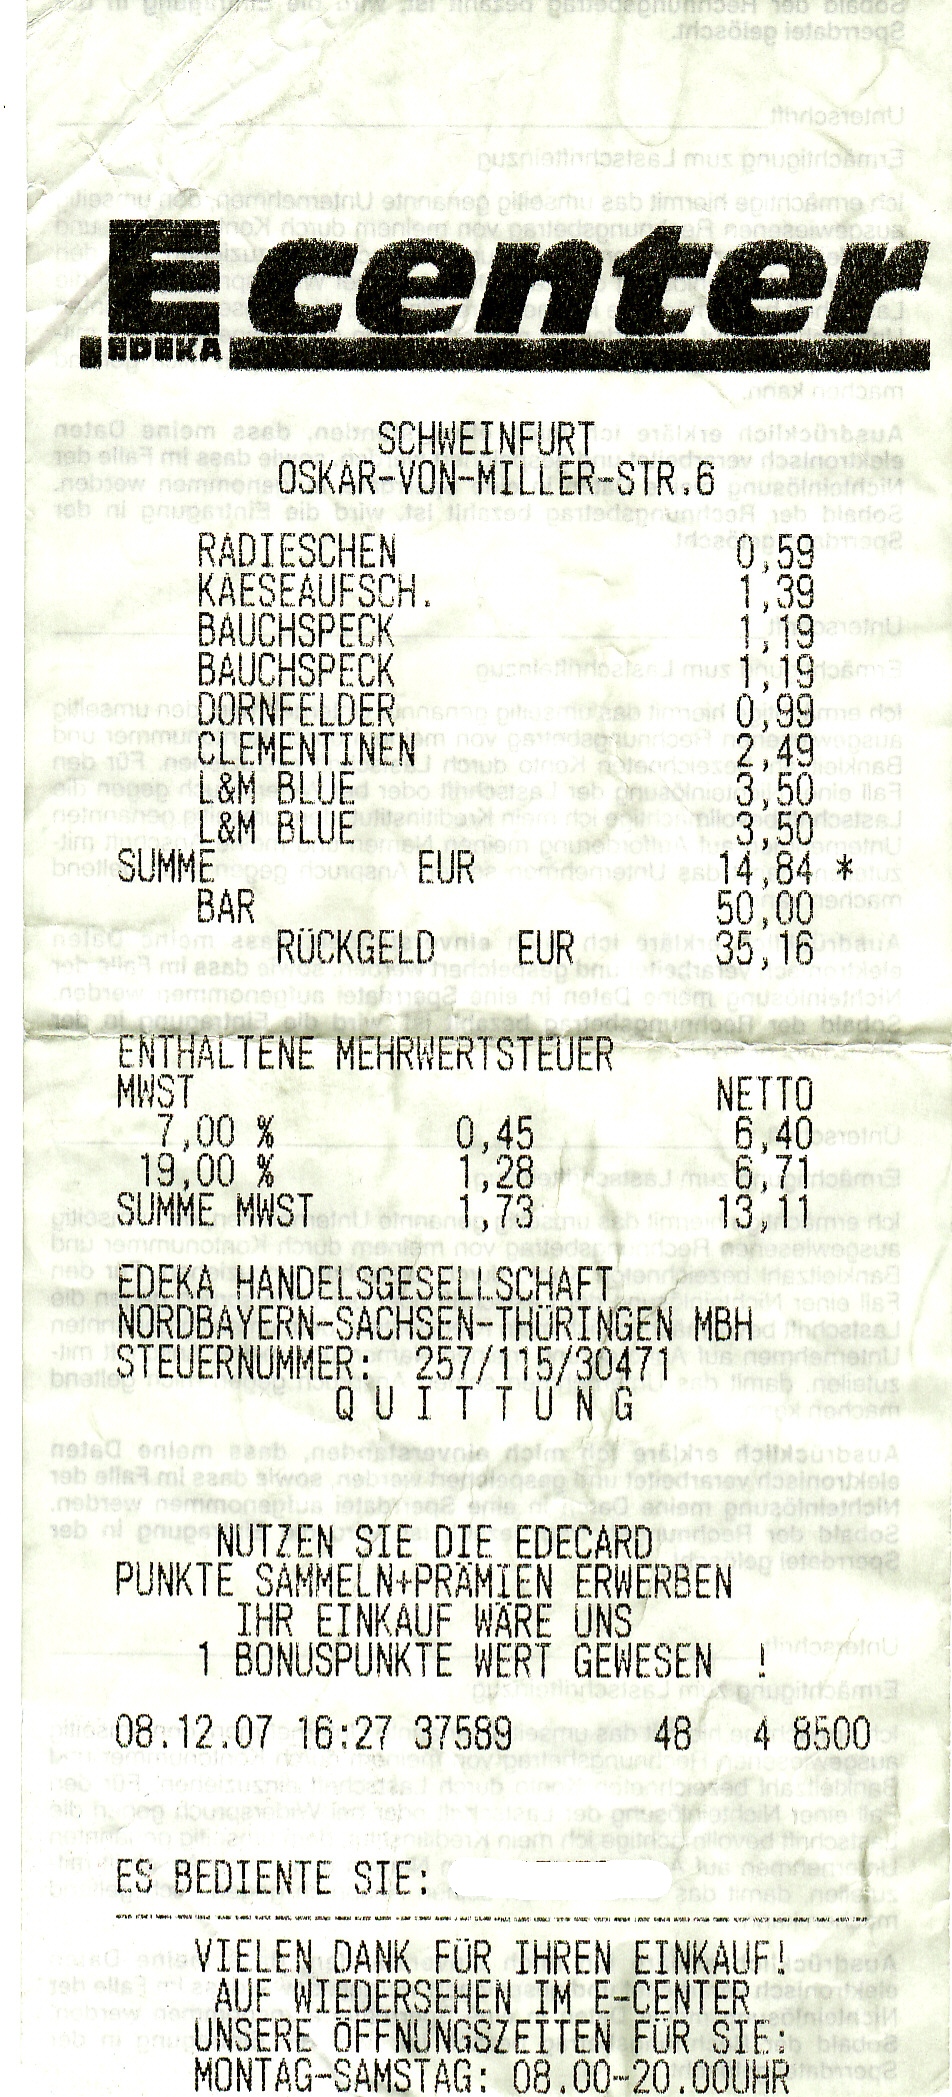 E center
EDEKA
SCHWEINFURT
OSKAR-VON-MILLER-STR.6
RADIESCHEN 0,59
KAESEAUFSCH. 1,39
BAUCHSPECK 1,19
BAUCHSPECK 1,19
DORNFELDER 0,99
CLEMENTINEN 2,49
L&M BLUE 3,50
L&M BLUE 3,50
SUMME EUR 14,84 *
BAR 50,00
RÜCKGELD EUR 35,16
ENTHALTENE MEHRWERTSTEUER
MWST NETTO
7,00 % 0,45 6,40
19,00 % 1,28 6,71
SUMME MWST 1,73 13,11
EDEKA HANDELSGESELLSCHAFT
NORDBAYERN-SACHSEN-THÜRINGEN MBH
STEUERNUMMER: 257/115/30471
Q U I T T U N G
NUTZEN SIE DIE EDECARD
PUNKTE SAMMELN+PRÄMIEN ERWERBEN
IHR EINKAUF WÄRE UNS
1 BONUSPUNKTE WERT GEWESEN !
08.12.07 16:27 37589 48 4 8500
ES BEDIENTE SIE:
VIELEN DANK FÜR IHREN EINKAUF!
AUF WIEDERSEHEN IM E-CENTER
UNSERE ÖFFNUNGSZEITEN FÜR SIE:
MONTAG-SAMSTAG: 08.00-20.00UHR